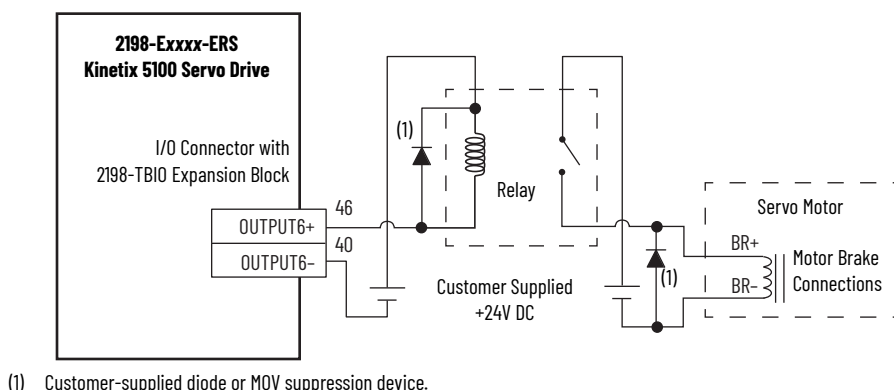 2198-Exxxx-ERS
Kinetix 5100 Servo Drive
I/O Connector with
2198-TBIO Expansion Block
46
OUTPUT6+
40
OUTPUT6–
(1)
Relay
Customer Supplied
+24V DC
(1)
Servo Motor
BR+
BR–
Motor Brake
Connections
(1) Customer-supplied diode or MOV suppression device.